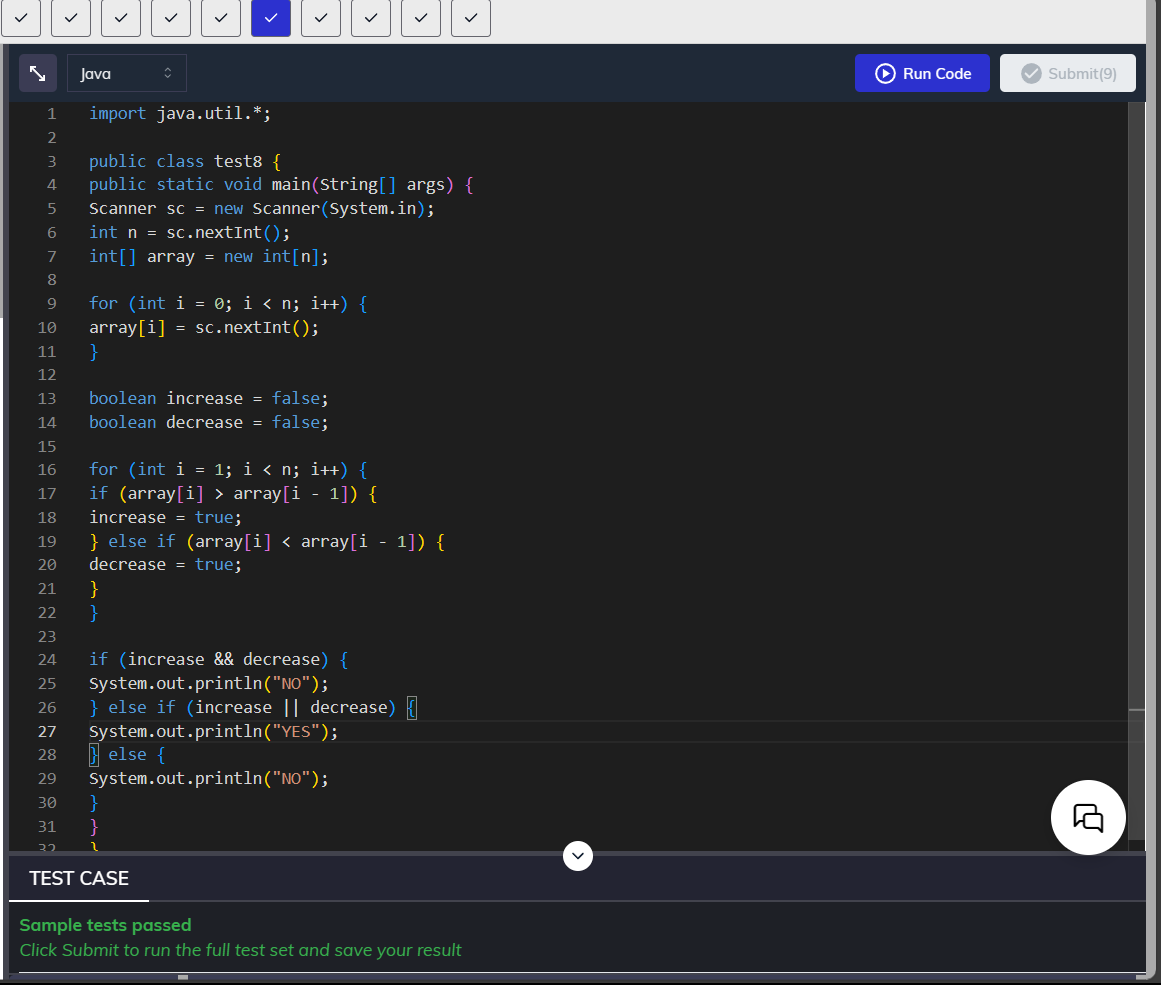 Java
Run Code
Submit(9)
1 import java.util.*;
2
3 public class test8 {
4 public static void main(String[] args) {
5 Scanner sc = new Scanner(System.in);
6 int n = sc.nextInt();
7 int[] array = new int[n];
8
9 for (int i = 0; i < n; i++) {
10 array[i] = sc.nextInt();
11 }
12
13 boolean increase = false;
14 boolean decrease = false;
15
16 for (int i = 1; i < n; i++) {
17 if (array[i] > array[i - 1]) {
18 increase = true;
19 } else if (array[i] < array[i - 1]) {
20 decrease = true;
21 }
22 }
23
24 if (increase && decrease) {
25 System.out.println("NO");
26 } else if (increase || decrease) {
27 System.out.println("YES");
28 } else {
29 System.out.println("NO");
30 }
31 }
32 }
TEST CASE
Sample tests passed
Click Submit to run the full test set and save your result